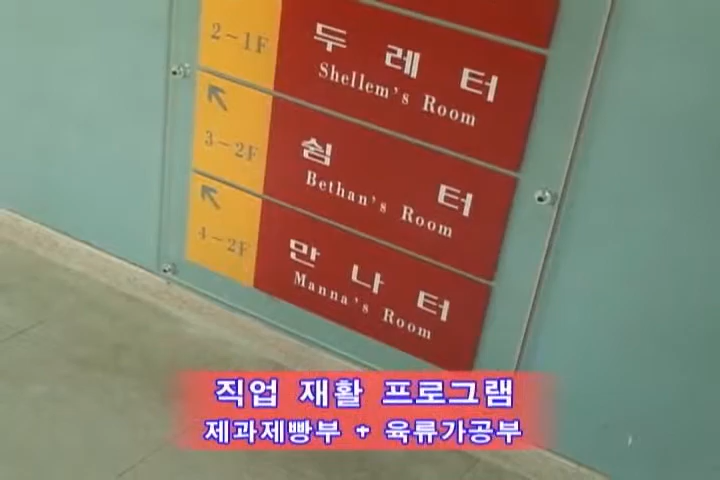 2-1F
두레터
Shellem's Room
3-2F
쉼터
Bethan's Room
4-2F
만나터
Manna's Room
직업 재활 프로그램
제과제빵부 + 육류가공부